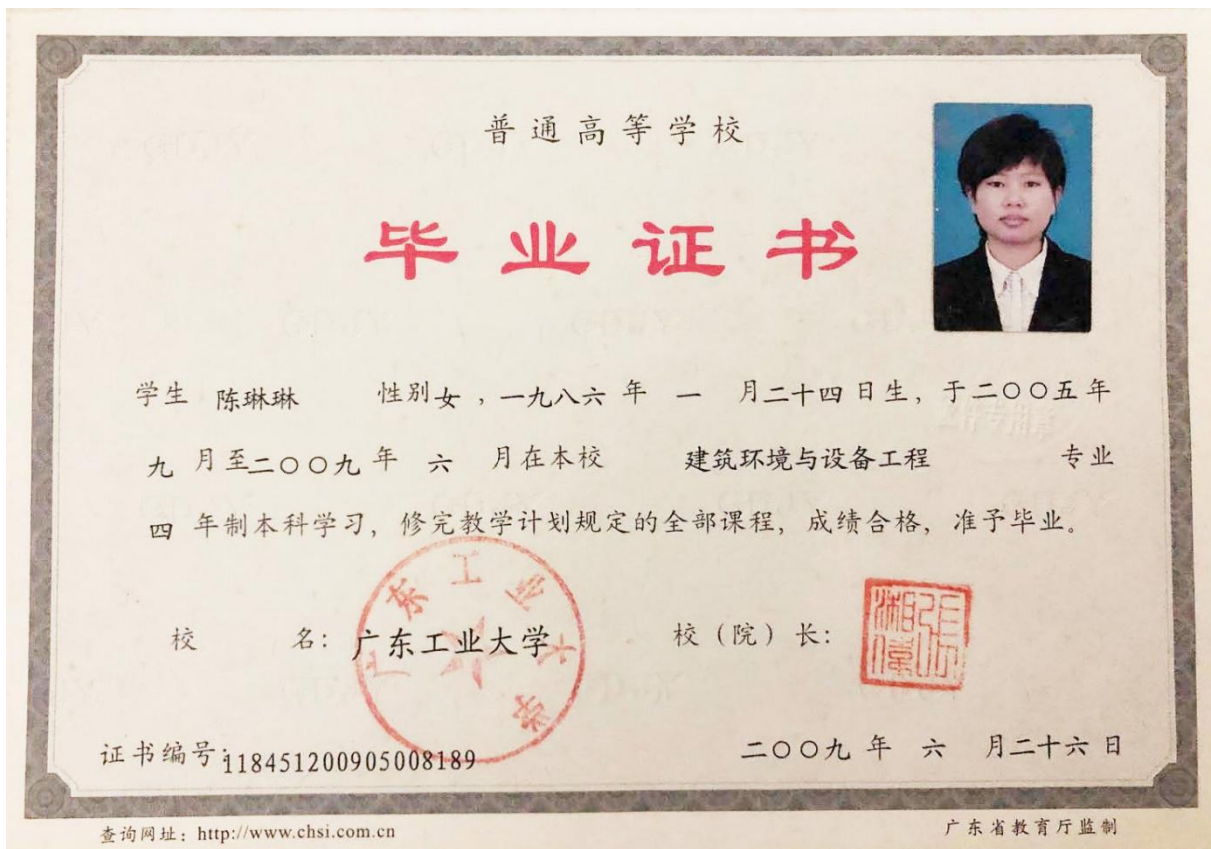 普通高等学校
毕业证书
学生 陈琳琳 性别女，一九八六年 一 月二十四日生，于二〇〇五年
九 月至二〇〇九年 六 月在本校 建筑环境与设备工程 专业
四 年制本科学习，修完教学计划规定的全部课程，成绩合格，准予毕业。
校 名：广东工业大学 校（院）长：
广东工业大学
证书编号：118451200905008189 二〇〇九年 六 月二十六日
查询网址：http://www.chsi.com.cn 广东省教育厅监制